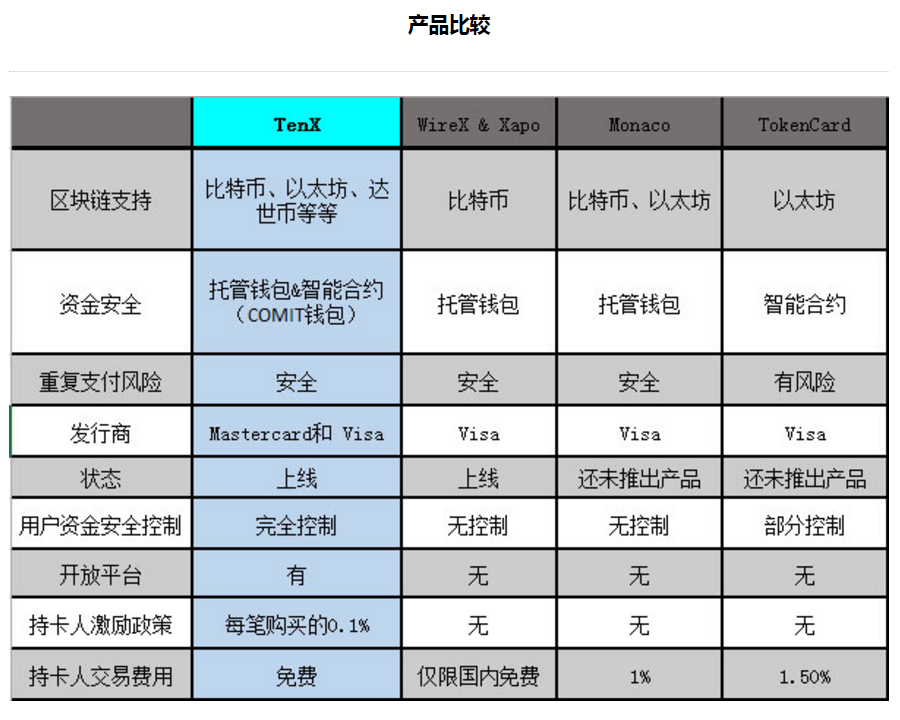 产品比较
TenX WireX & Xapo Monaco TokenCard
区块链支持 比特币、以太坊、达世币等等 比特币 比特币、以太坊 以太坊
资金安全 托管钱包&智能合约（COMIT钱包） 托管钱包 托管钱包 智能合约
重复支付风险 安全 安全 安全 有风险
发行商 Mastercard和 Visa Visa Visa Visa
状态 上线 上线 还未推出产品 还未推出产品
用户资金安全控制 完全控制 无控制 无控制 部分控制
开放平台 有 无 无 无
持卡人激励政策 每笔购买的0.1% 无 无 无
持卡人交易费用 免费 仅限国内免费 1% 1.50%